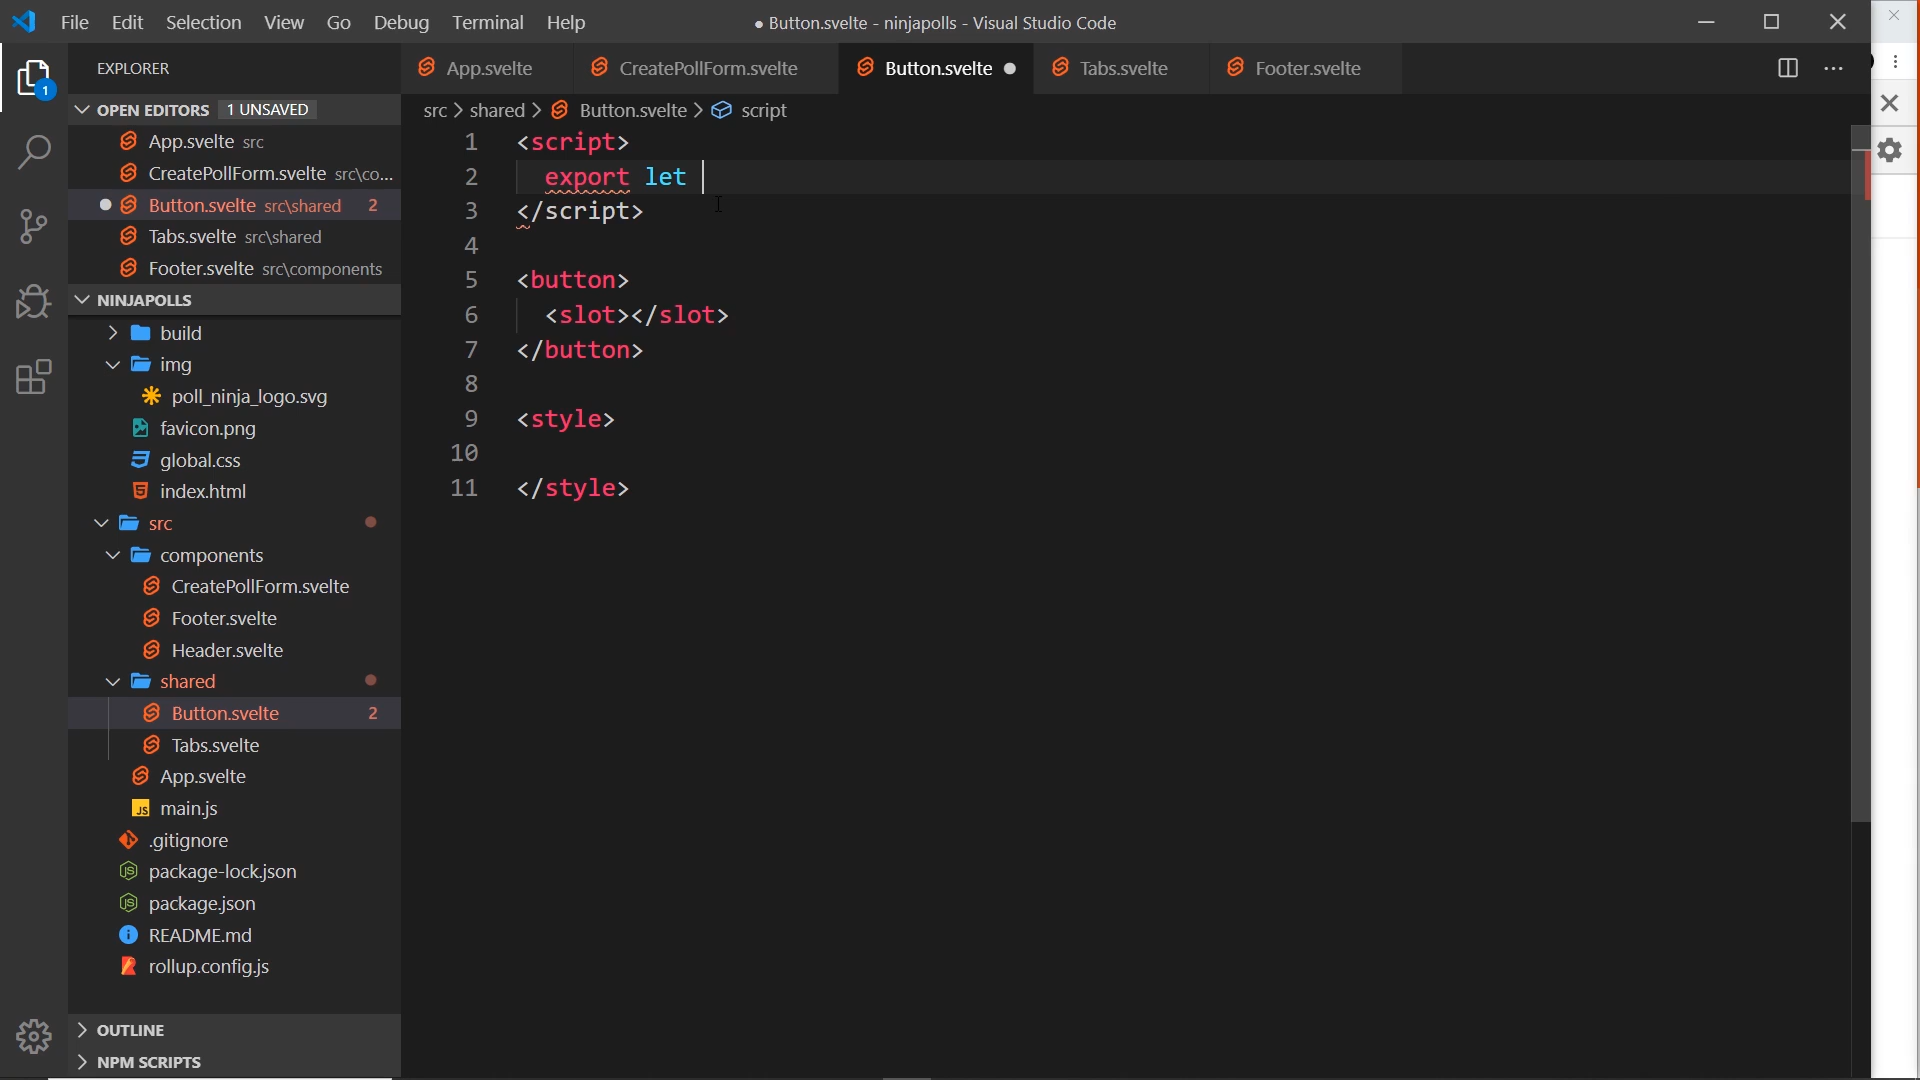 File Edit Selection View Go Debug Terminal Help
● Button.svelte - ninjapolls - Visual Studio Code
EXPLORER
App.svelte
CreatePollForm.svelte
Button.svelte
Tabs.svelte
Footer.svelte
OPEN EDITORS 1 UNSAVED
App.svelte src
CreatePollForm.svelte src\co...
Button.svelte src\shared 2
Tabs.svelte src\shared
Footer.svelte src\components
NINJAPOLLS
build
img
poll_ninja_logo.svg
favicon.png
global.css
index.html
src
components
CreatePollForm.svelte
Footer.svelte
Header.svelte
shared
Button.svelte 2
Tabs.svelte
App.svelte
JS main.js
.gitignore
package-lock.json
package.json
README.md
rollup.config.js
OUTLINE
NPM SCRIPTS
1
src > shared > Button.svelte > script
1 <script>
2 export let
3 </script>
4
5 <button>
6 <slot></slot>
7 </button>
8
9 <style>
10
11 </style>